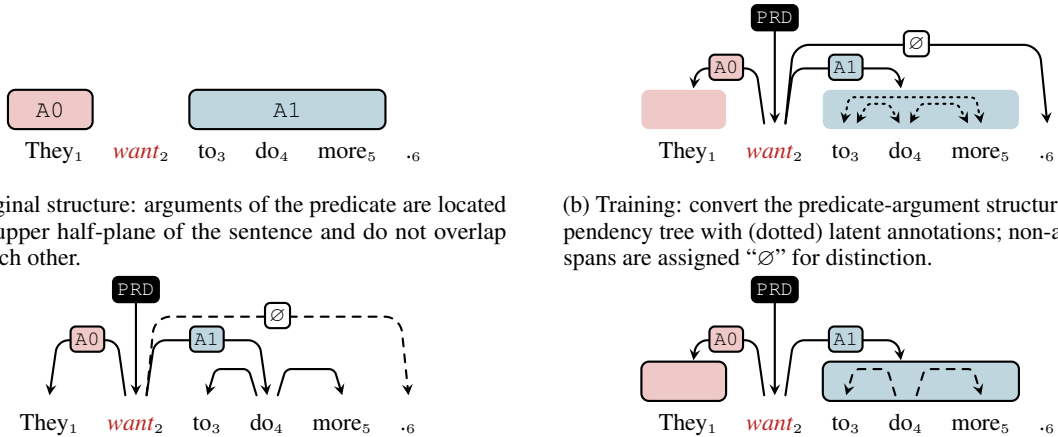 PRD
∅
A0 A1
A0 A1
They₁ want₂ to₃ do₄ more₅ .₆
They₁ want₂ to₃ do₄ more₅ .₆
ginal structure: arguments of the predicate are located
upper half-plane of the sentence and do not overlap
ch other.
(b) Training: convert the predicate-argument structur
pendency tree with (dotted) latent annotations; non-a
spans are assigned “∅” for distinction.
PRD
∅
A0 A1
They₁ want₂ to₃ do₄ more₅ .₆
PRD
A0 A1
They₁ want₂ to₃ do₄ more₅ .₆